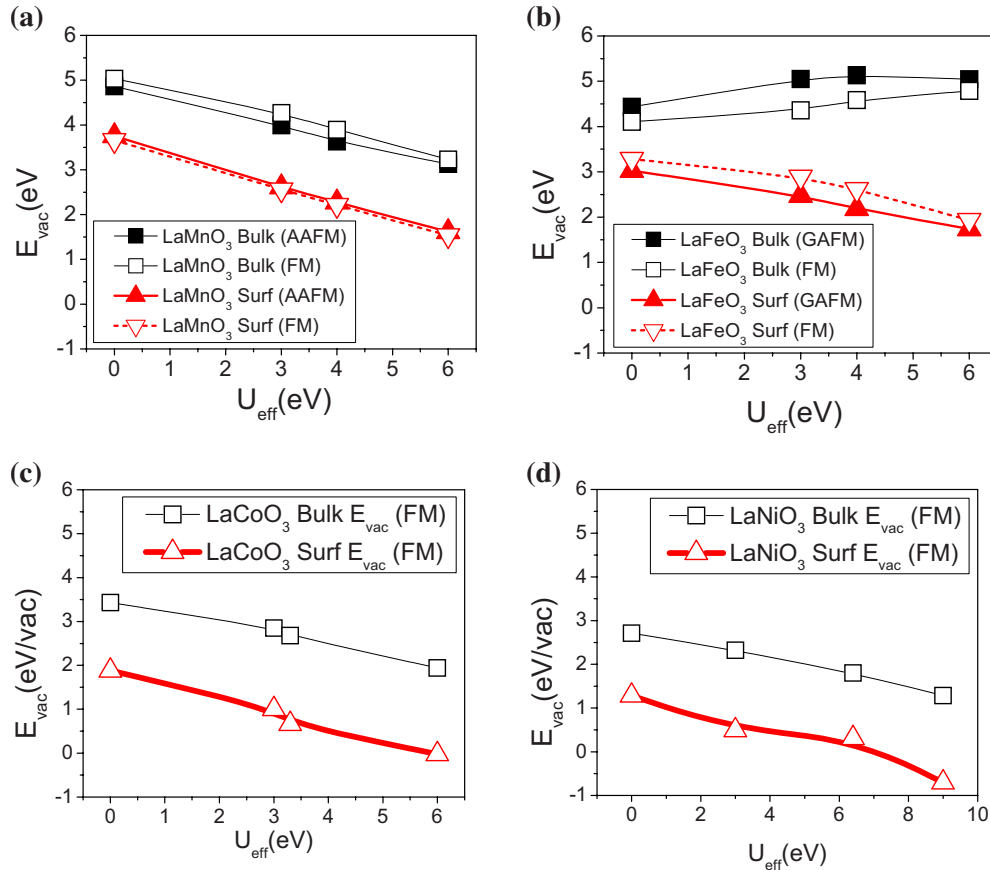 (a)
E_vac(eV)
6
5
4
3
2
1
0
-1
LaMnO₃ Bulk (AAFM)
LaMnO₃ Bulk (FM)
LaMnO₃ Surf (AAFM)
LaMnO₃ Surf (FM)
0 1 2 3 4 5 6
U_eff(eV)
(b)
E_vac(eV
6
5
4
3
2
1
0
-1
LaFeO₃ Bulk (GAFM)
LaFeO₃ Bulk (FM)
LaFeO₃ Surf (GAFM)
LaFeO₃ Surf (FM)
0 1 2 3 4 5 6
U_eff(eV)
(c)
E_vac(eV/vac)
6
5
4
3
2
1
0
-1
LaCoO₃ Bulk E_vac (FM)
LaCoO₃ Surf E_vac (FM)
0 1 2 3 4 5 6
U_eff(eV)
(d)
E_vac(eV/vac)
6
5
4
3
2
1
0
-1
LaNiO₃ Bulk E_vac (FM)
LaNiO₃ Surf E_vac (FM)
0 2 4 6 8 10
U_eff(eV)